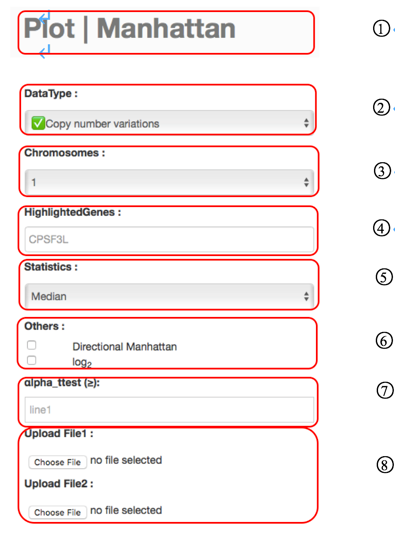 Plot | Manhattan ①
DataType :
✅Copy number variations ②
Chromosomes :
1 ③
HighlightedGenes :
CPSF3L ④
Statistics :
Median ⑤
Others :
Directional Manhattan ⑥
log₂
alpha_ttest (≥): ⑦
line1
Upload File1 :
Choose File no file selected ⑧
Upload File2 :
Choose File no file selected